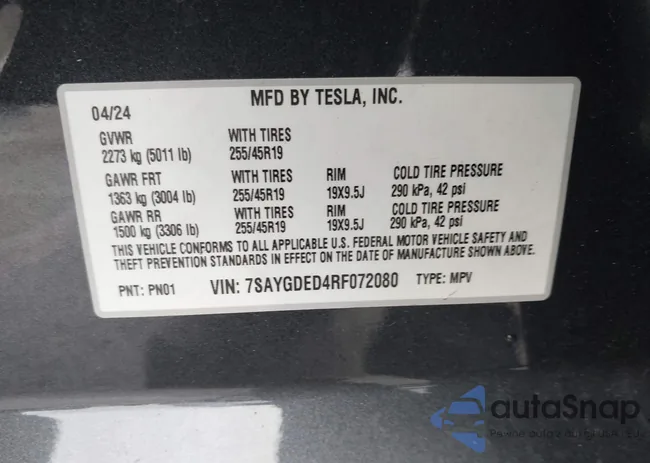 MFD BY TESLA, INC.
04/24
GVWR WITH TIRES
2273 kg (5011 lb) 255/45R19
GAWR FRT WITH TIRES RIM COLD TIRE PRESSURE
1363 kg (3004 lb) 255/45R19 19X9.5J 290 kPa, 42 psi
GAWR RR WITH TIRES RIM COLD TIRE PRESSURE
1500 kg (3306 lb) 255/45R19 19X9.5J 290 kPa, 42 psi
THIS VEHICLE CONFORMS TO ALL APPLICABLE U.S. FEDERAL MOTOR VEHICLE SAFETY AND
THEFT PREVENTION STANDARDS IN EFFECT ON THE DATE OF MANUFACTURE SHOWN ABOVE.
PNT: PN01 VIN: 7SAYGDED4RF072080 TYPE: MPV
autaSnap